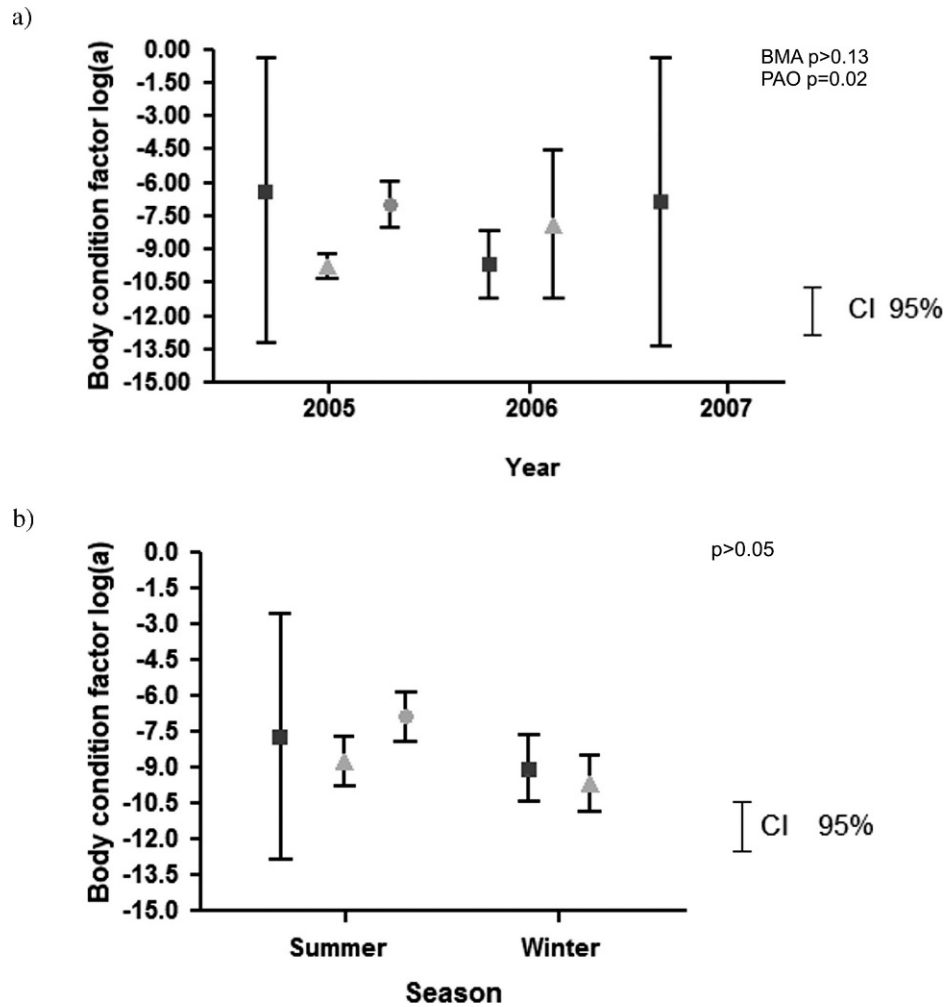 a)
BMA p>0.13
PAO p=0.02
Body condition factor log(a)
0.00
-1.50
-3.00
-4.50
-6.00
-7.50
-9.00
-10.50
-12.00
-13.50
-15.00
CI 95%
2005 2006 2007
Year
b)
p>0.05
Body condition factor log(a)
0.0
-1.5
-3.0
-4.5
-6.0
-7.5
-9.0
-10.5
-12.0
-13.5
-15.0
CI 95%
Summer Winter
Season